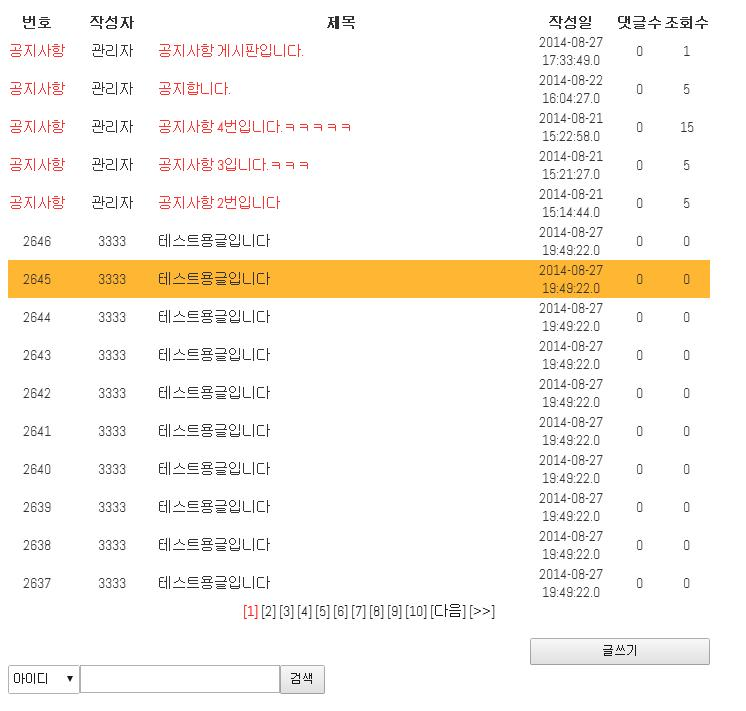 번호 작성자 제목 작성일 댓글수 조회수
공지사항 관리자 공지사항 게시판입니다. 2014-08-27 17:33:49.0 0 1
공지사항 관리자 공지합니다. 2014-08-22 16:04:27.0 0 5
공지사항 관리자 공지사항 4번입니다.ㅋㅋㅋㅋㅋ 2014-08-21 15:22:58.0 0 15
공지사항 관리자 공지사항 3입니다.ㅋㅋㅋ 2014-08-21 15:21:27.0 0 5
공지사항 관리자 공지사항 2번입니다 2014-08-21 15:14:44.0 0 5
2646 3333 테스트용글입니다 2014-08-27 19:49:22.0 0 0
2645 3333 테스트용글입니다 2014-08-27 19:49:22.0 0 0
2644 3333 테스트용글입니다 2014-08-27 19:49:22.0 0 0
2643 3333 테스트용글입니다 2014-08-27 19:49:22.0 0 0
2642 3333 테스트용글입니다 2014-08-27 19:49:22.0 0 0
2641 3333 테스트용글입니다 2014-08-27 19:49:22.0 0 0
2640 3333 테스트용글입니다 2014-08-27 19:49:22.0 0 0
2639 3333 테스트용글입니다 2014-08-27 19:49:22.0 0 0
2638 3333 테스트용글입니다 2014-08-27 19:49:22.0 0 0
2637 3333 테스트용글입니다 2014-08-27 19:49:22.0 0 0
[1] [2] [3] [4] [5] [6] [7] [8] [9] [10] [다음] [>>]
글쓰기
아이디 검색